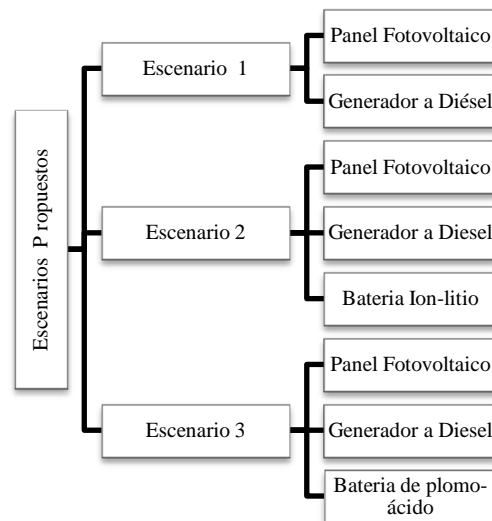 Escenarios P ropuestos
Escenario 1
Panel Fotovoltaico
Generador a Diésel
Escenario 2
Panel Fotovoltaico
Generador a Diesel
Bateria Ion-litio
Escenario 3
Panel Fotovoltaico
Generador a Diesel
Bateria de plomo-
ácido